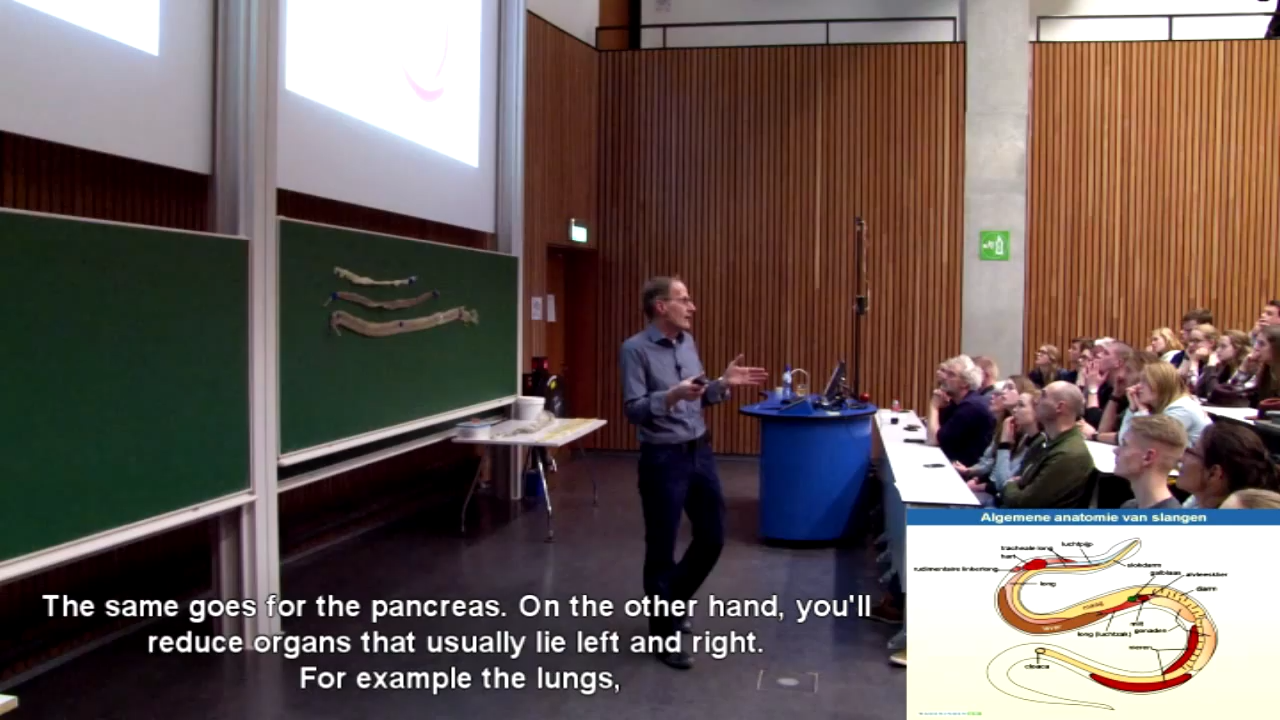 Algemene anatomie van slangen
tracheale long
luchtpijp
hart
slokdarm
rudimentaire linkerlong
galblaas
alvleesklier
long
darm
maag
lever
milt
long (luchtzak)
gonaden
nieren
cloaca
The same goes for the pancreas. On the other hand, you'll
reduce organs that usually lie left and right.
For example the lungs,